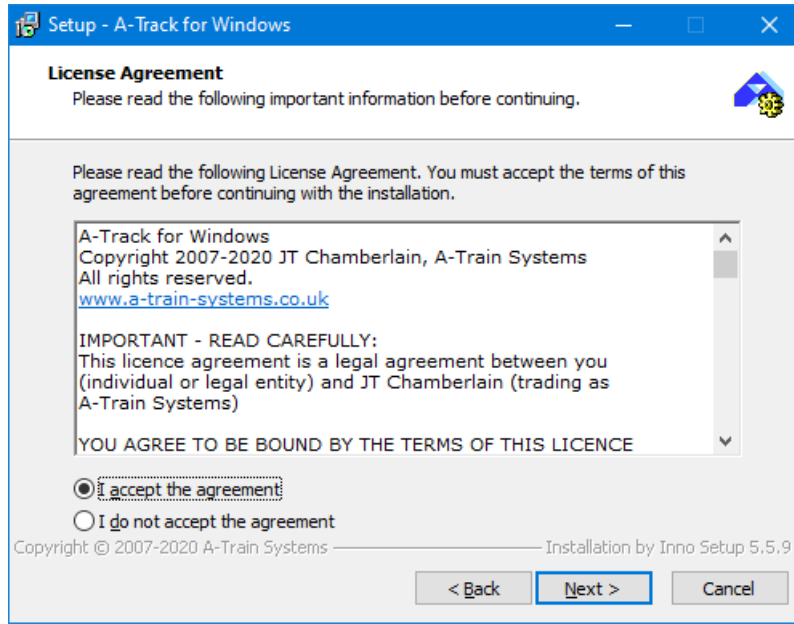 Setup - A-Track for Windows
License Agreement
Please read the following important information before continuing.
Please read the following License Agreement. You must accept the terms of this
agreement before continuing with the installation.
A-Track for Windows
Copyright 2007-2020 JT Chamberlain, A-Train Systems
All rights reserved.
www.a-train-systems.co.uk
IMPORTANT - READ CAREFULLY:
This licence agreement is a legal agreement between you
(individual or legal entity) and JT Chamberlain (trading as
A-Train Systems)
YOU AGREE TO BE BOUND BY THE TERMS OF THIS LICENCE
I accept the agreement
I do not accept the agreement
Copyright © 2007-2020 A-Train Systems Installation by Inno Setup 5.5.9
< Back Next > Cancel